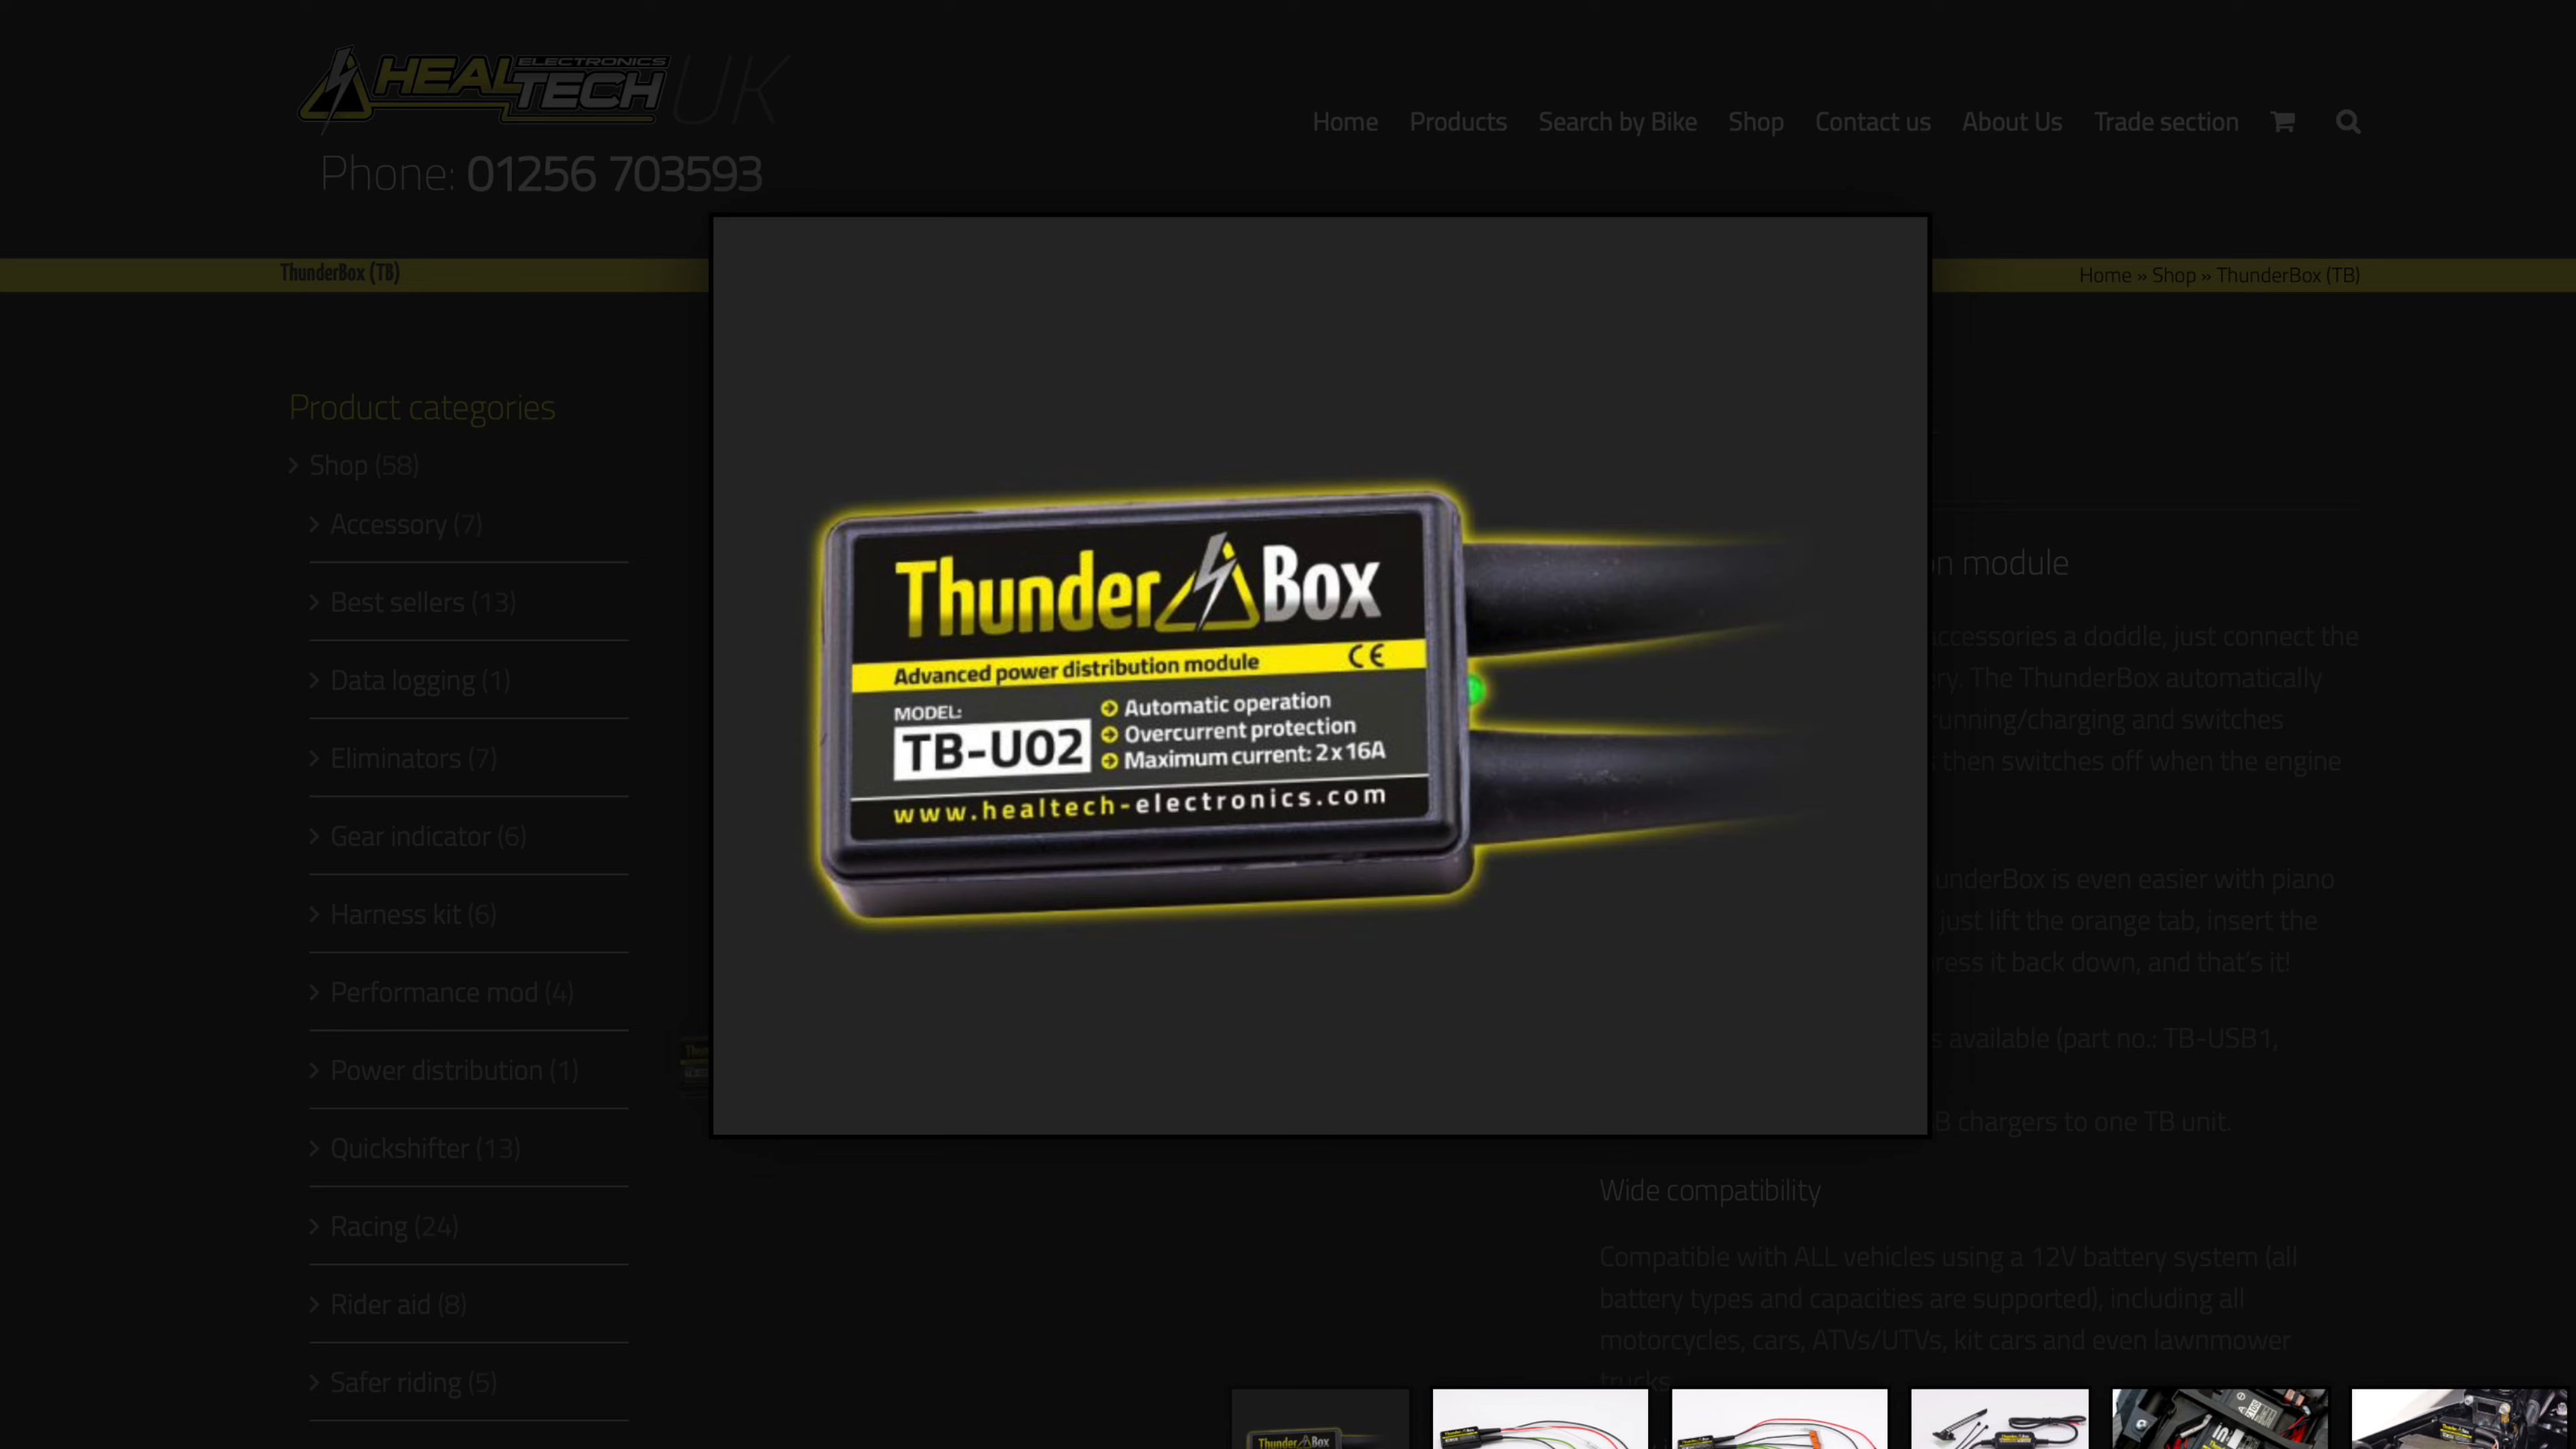 HEALTECH ELECTRONICS UK
Phone: 01256 703593
Home Products Search by Bike Shop Contact us About Us Trade section
ThunderBox (TB)
Home » Shop » ThunderBox (TB)
Product categories
Shop (58)
Accessory (7)
Best sellers (13)
Data logging (1)
Eliminators (7)
Gear indicator (6)
Harness kit (6)
Performance mod (4)
Power distribution (1)
Quickshifter (13)
Racing (24)
Rider aid (8)
Safer riding (5)
Thunder Box
Advanced power distribution module CE
MODEL:
TB-U02
Automatic operation
Overcurrent protection
Maximum current: 2x16A
www.healtech-electronics.com
module
accessories a doddle, just connect the
The ThunderBox automatically
running/charging and switches
then switches off when the engine
is even easier with piano
just lift the orange tab, insert the
it back down, and that's it!
available (part no.: TB-USB1,
chargers to one TB unit.
Wide compatibility
Compatible with ALL vehicles using a 12V battery system (all
battery types and capacities are supported), including all
motorcycles, cars, ATVs/UTVs, kit cars and even lawnmower
trucks
Thunder Box